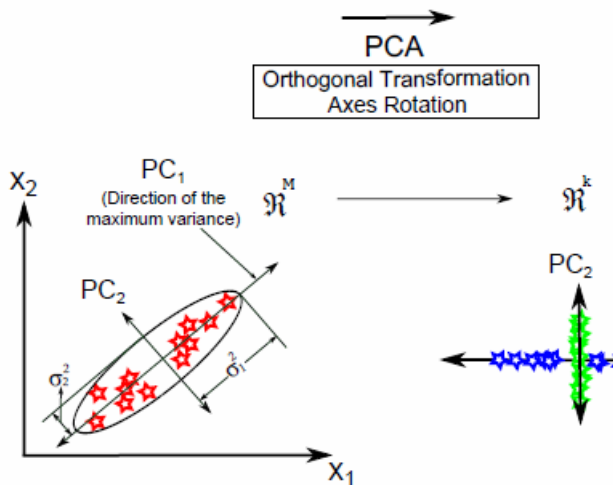 PCA
Orthogonal Transformation
Axes Rotation
PC₁
(Direction of the
maximum variance)
ℜᴹ
ℜᵏ
X₂
PC₂
σ₂²
σ₁²
X₁
PC₂